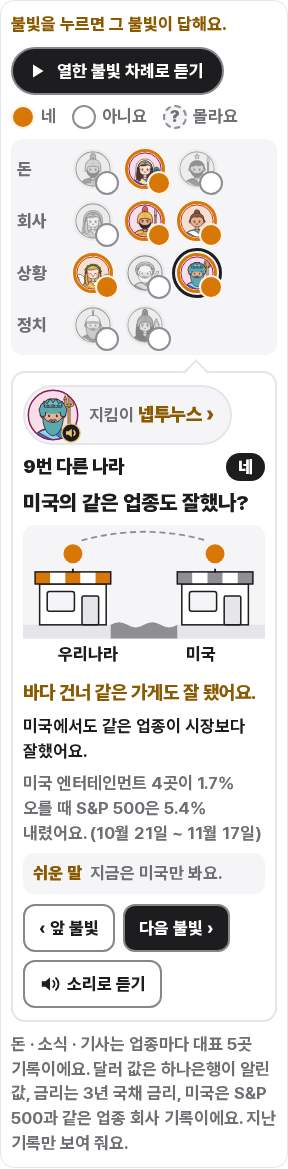 불빛을 누르면 그 불빛이 답해요.
▶ 열한 불빛 차례로 듣기
네 아니요 ? 몰라요
돈
회사
상황
정치
지킴이 넵투누스 ›
9번 다른 나라 네
미국의 같은 업종도 잘했나?
우리나라 미국
바다 건너 같은 가게도 잘 됐어요.
미국에서도 같은 업종이 시장보다
잘했어요.
미국 엔터테인먼트 4곳이 1.7%
오를 때 S&P 500은 5.4%
내렸어요. (10월 21일 ~ 11월 17일)
쉬운 말 지금은 미국만 봐요.
‹ 앞 불빛 다음 불빛 ›
소리로 듣기
돈 · 소식 · 기사는 업종마다 대표 5곳
기록이에요. 달러 값은 하나은행이 알린
값, 금리는 3년 국채 금리, 미국은 S&P
500과 같은 업종 회사 기록이에요. 지난
기록만 보여 줘요.